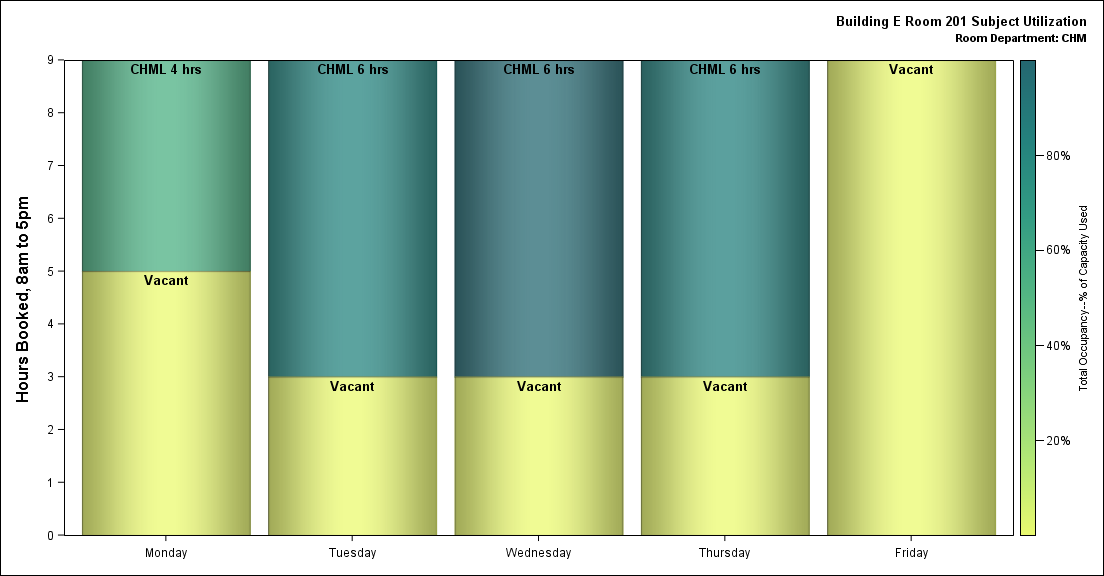 Building E Room 201 Subject Utilization
Room Department: CHM
Hours Booked, 8am to 5pm
9
8
7
6
5
4
3
2
1
0
CHML 4 hrs
Vacant
CHML 6 hrs
Vacant
CHML 6 hrs
Vacant
CHML 6 hrs
Vacant
Vacant
Monday
Tuesday
Wednesday
Thursday
Friday
80%
60%
40%
20%
Total Occupancy--% of Capacity Used